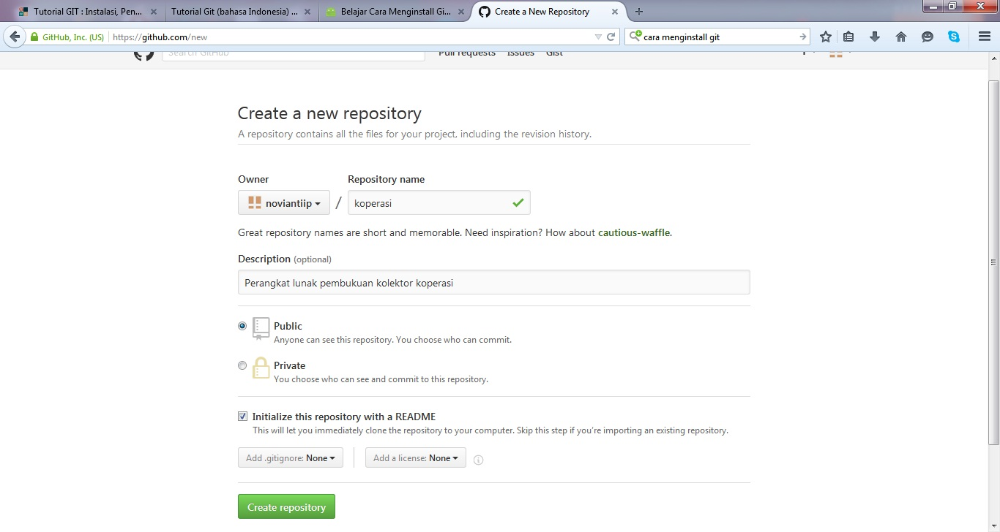 Tutorial GIT : Instalasi, Pen...
Tutorial Git (bahasa Indonesia) ...
Belajar Cara Menginstall Gi...
Create a New Repository
GitHub, Inc. (US)
https://github.com/new
cara menginstall git
Search GitHub
Pull requests Issues Gist
Create a new repository
A repository contains all the files for your project, including the revision history.
Owner
Repository name
noviantiip / koperasi
Great repository names are short and memorable. Need inspiration? How about cautious-waffle.
Description (optional)
Perangkat lunak pembukuan kolektor koperasi
Public
Anyone can see this repository. You choose who can commit.
Private
You choose who can see and commit to this repository.
Initialize this repository with a README
This will let you immediately clone the repository to your computer. Skip this step if you're importing an existing repository.
Add .gitignore: None
Add a license: None
Create repository